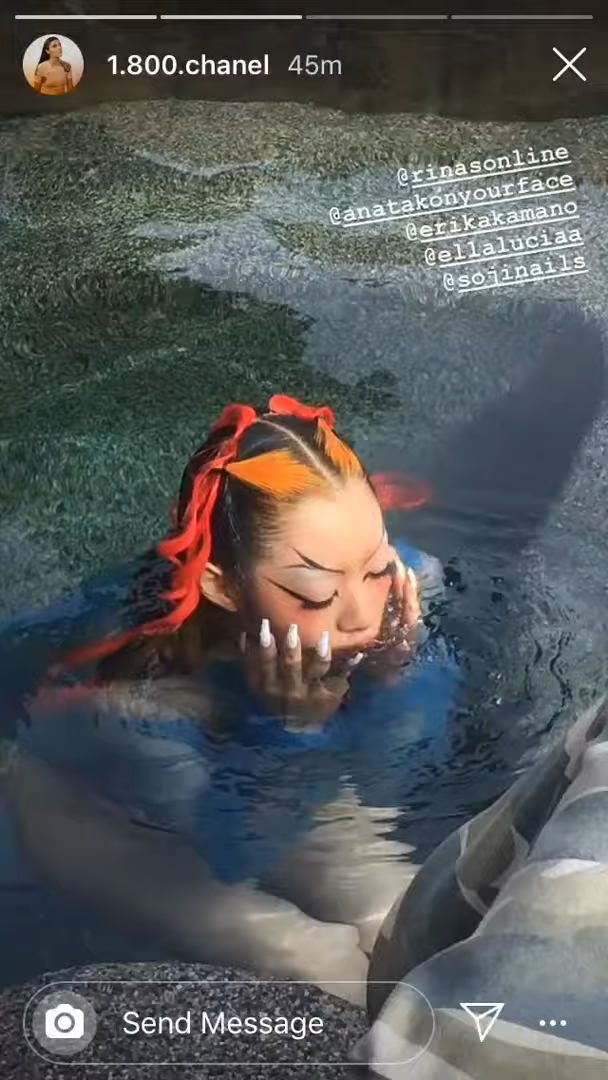 1.800.chanel 45m
@rinasonline
@anatakonyourface
@erikakamano
@ellaluciaa
@sojinails
Send Message